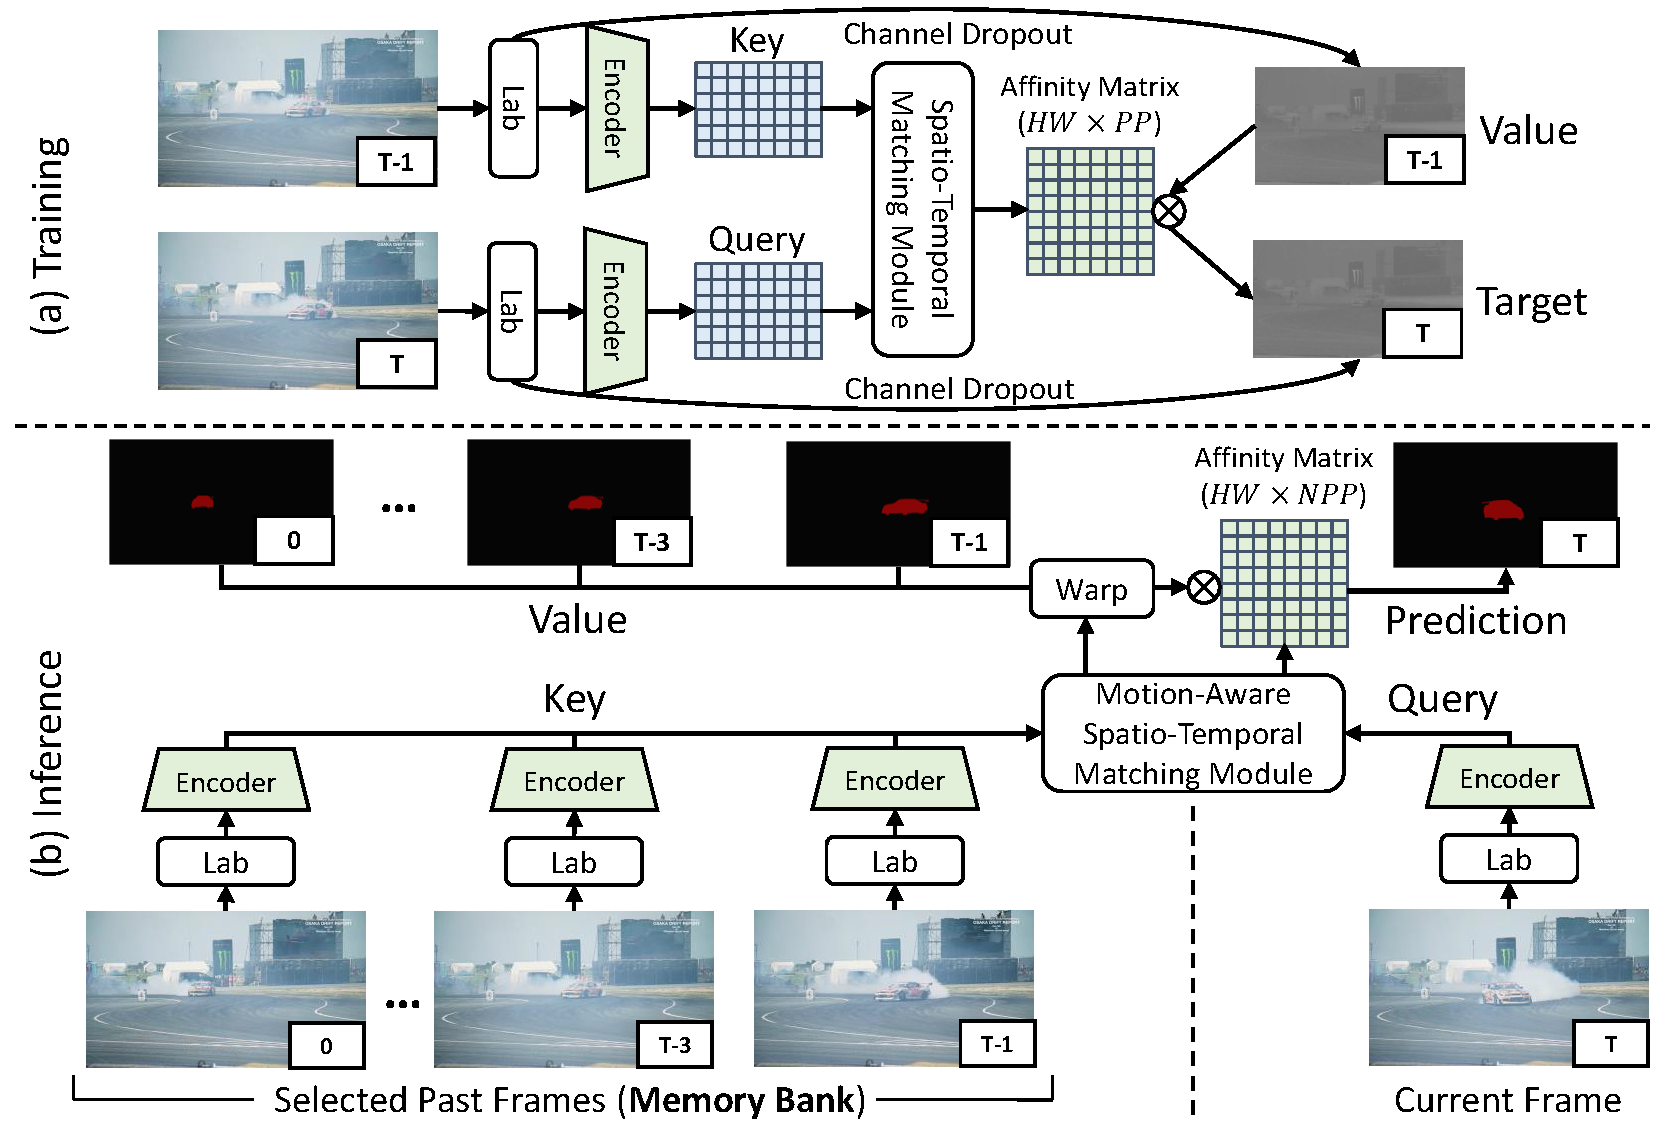 (a) Training
T-1
Lab
Encoder
Key
Channel Dropout
Spatio-Temporal
Matching Module
Affinity Matrix
(HW × PP)
T-1
Value
T
Lab
Encoder
Query
T
Target
Channel Dropout
(b) Inference
0
...
T-3
T-1
Value
Warp
Affinity Matrix
(HW × NPP)
T
Prediction
Key
Motion-Aware
Spatio-Temporal
Matching Module
Query
Encoder
Encoder
Encoder
Encoder
Lab
Lab
Lab
Lab
0
...
T-3
T-1
T
Selected Past Frames (Memory Bank)
Current Frame